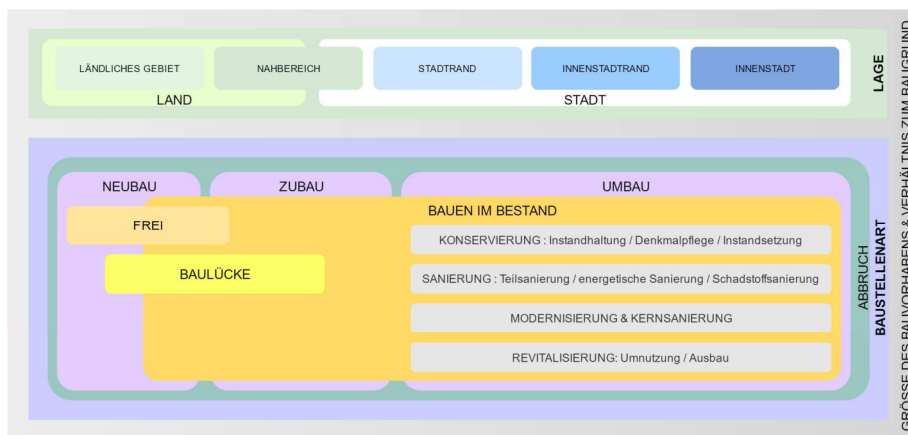 LÄNDLICHES GEBIET
NAHBEREICH
STADTRAND
INNENSTADTRAND
INNENSTADT
LAND
STADT
LAGE
NEUBAU
ZUBAU
UMBAU
FREI
BAULÜCKE
BAUEN IM BESTAND
KONSERVIERUNG : Instandhaltung / Denkmalpflege / Instandsetzung
SANIERUNG : Teilsanierung / energetische Sanierung / Schadstoffsanierung
MODERNISIERUNG & KERNSANIERUNG
REVITALISIERUNG: Umnutzung / Ausbau
ABBRUCH
BAUSTELLENART
GRÖSSE DES BAUVORHABENS & VERHÄLTNIS ZUM BAUGRUND